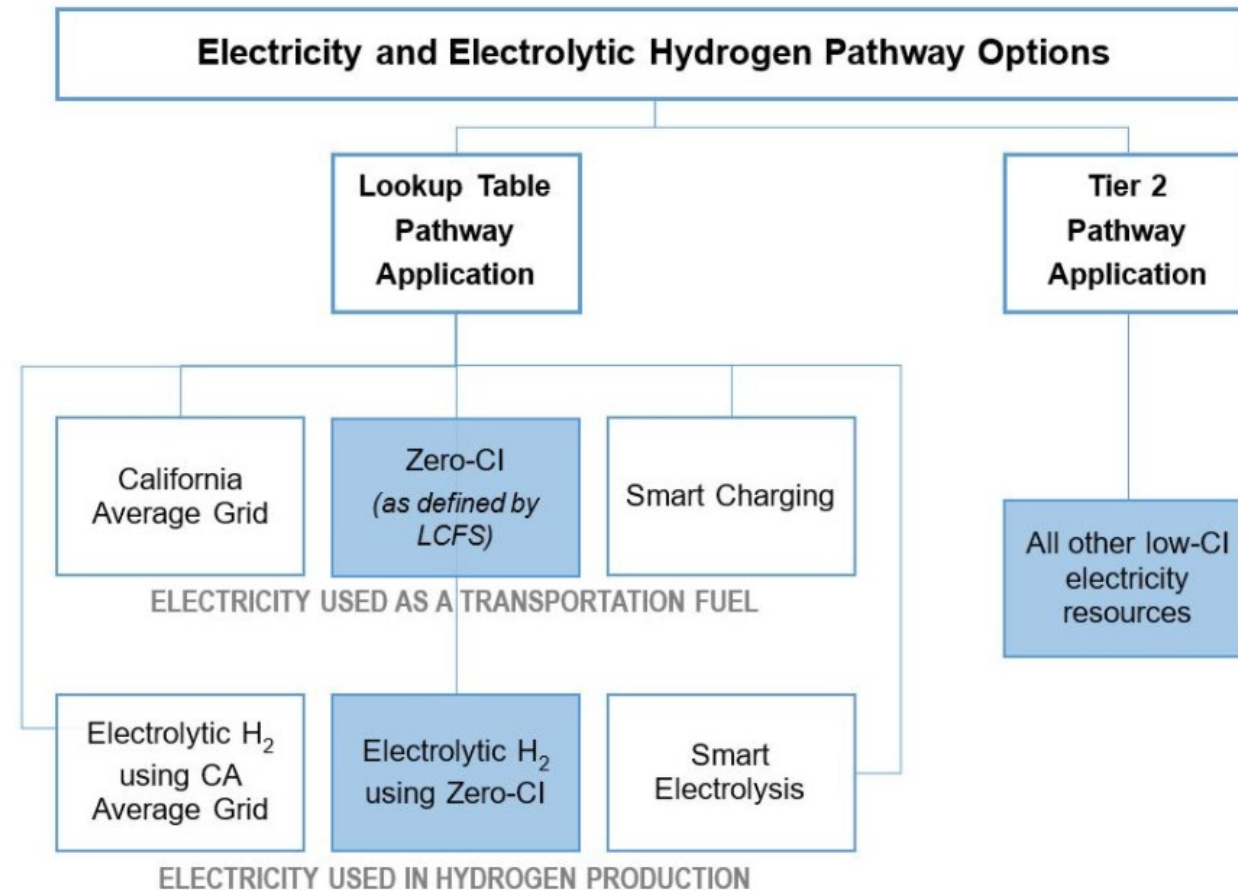 Electricity and Electrolytic Hydrogen Pathway Options
Lookup Table
Pathway
Application
Tier 2
Pathway
Application
California
Average Grid
Zero-CI
(as defined by
LCFS)
Smart Charging
All other low-CI
electricity
resources
ELECTRICITY USED AS A TRANSPORTATION FUEL
Electrolytic H₂
using CA
Average Grid
Electrolytic H₂
using Zero-CI
Smart
Electrolysis
ELECTRICITY USED IN HYDROGEN PRODUCTION